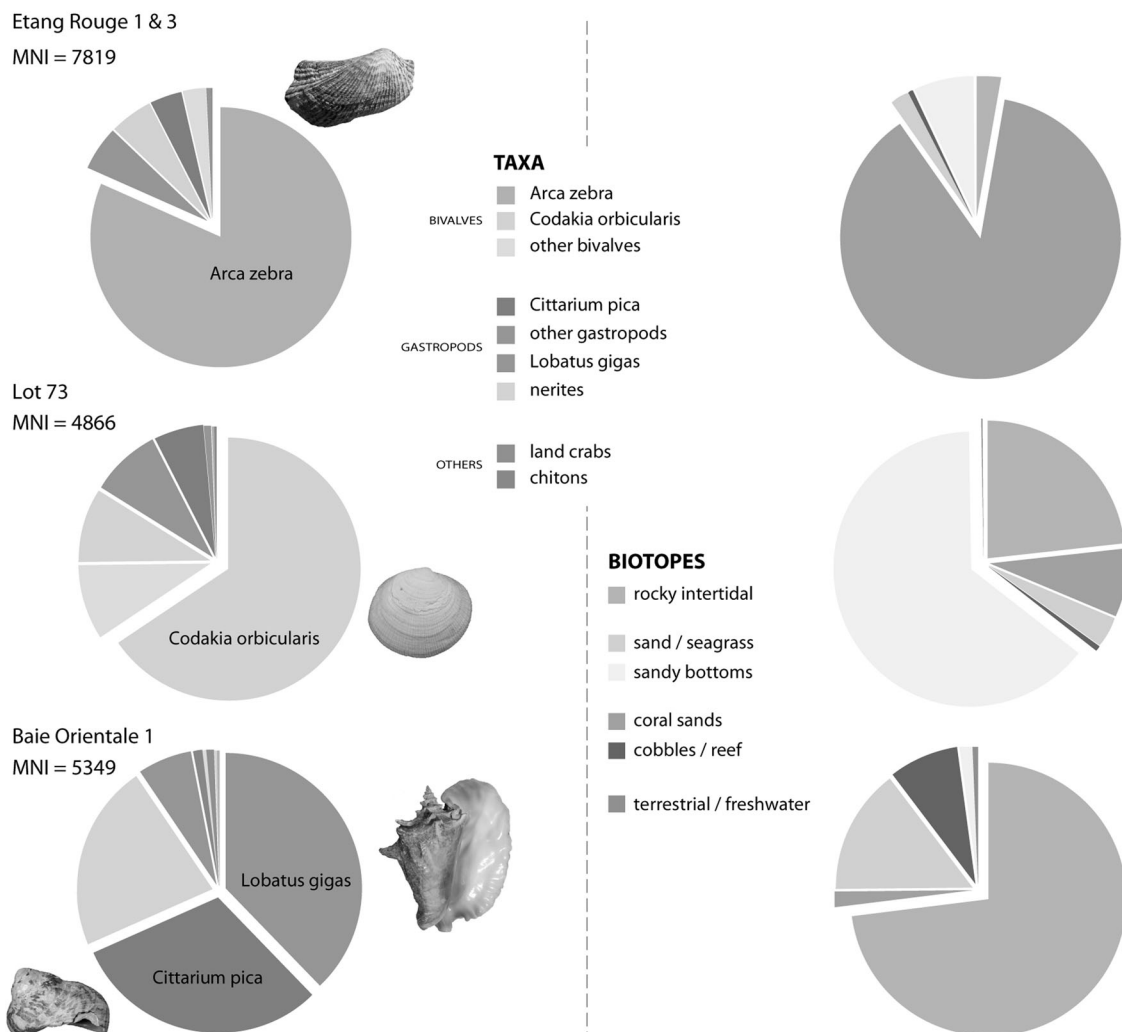 Etang Rouge 1 & 3
MNI = 7819
Arca zebra
TAXA
BIVALVES
Arca zebra
Codakia orbicularis
other bivalves
GASTROPODS
Cittarium pica
other gastropods
Lobatus gigas
nerites
OTHERS
land crabs
chitons
Lot 73
MNI = 4866
Codakia orbicularis
BIOTOPES
rocky intertidal
sand / seagrass
sandy bottoms
coral sands
cobbles / reef
terrestrial / freshwater
Baie Orientale 1
MNI = 5349
Lobatus gigas
Cittarium pica